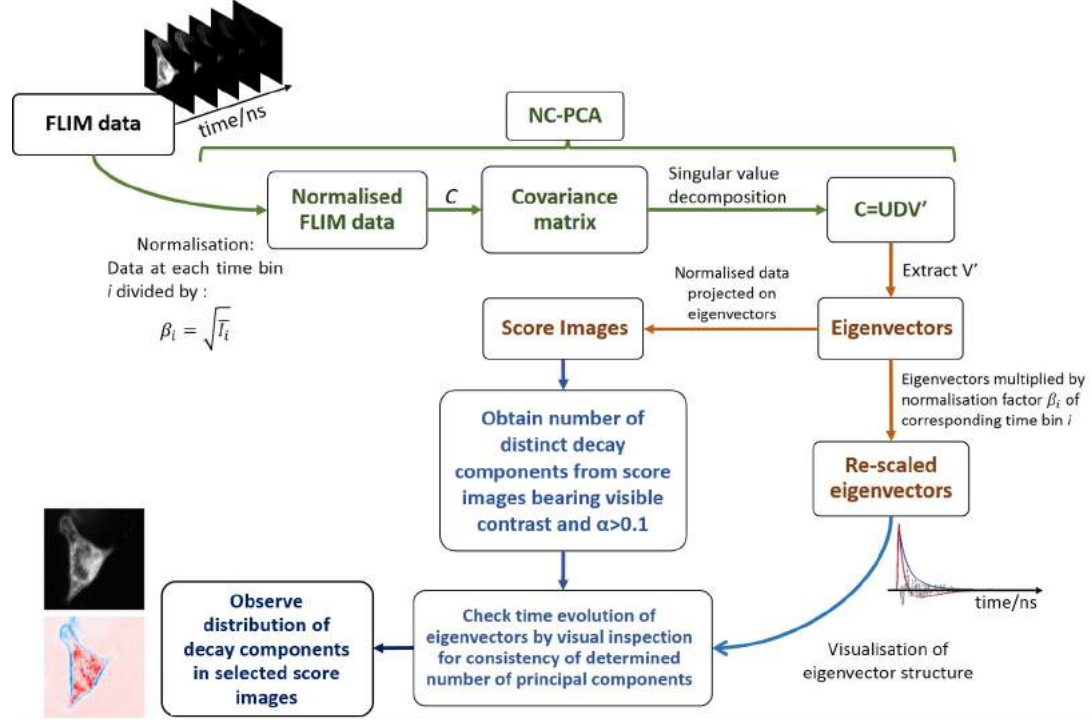 FLIM data
time/ns
NC-PCA
Normalised
FLIM data
C
Covariance
matrix
Singular value
decomposition
C=UDV’
Normalisation:
Data at each time bin
i divided by :
βᵢ = √Īᵢ
Extract V’
Normalised data
projected on
eigenvectors
Score Images
Eigenvectors
Eigenvectors multiplied by
normalisation factor βᵢ of
corresponding time bin i
Obtain number of
distinct decay
components from score
images bearing visible
contrast and α>0.1
Re-scaled
eigenvectors
time/ns
Visualisation of
eigenvector structure
Check time evolution of
eigenvectors by visual inspection
for consistency of determined
number of principal components
Observe
distribution of
decay components
in selected score
images